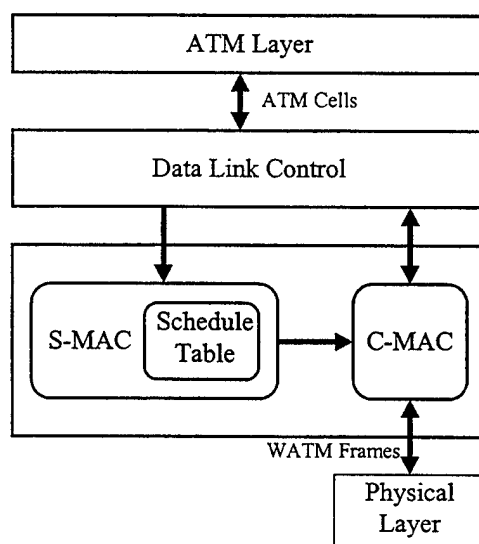 ATM Layer
ATM Cells
Data Link Control
S-MAC
Schedule
Table
C-MAC
WATM Frames
Physical
Layer